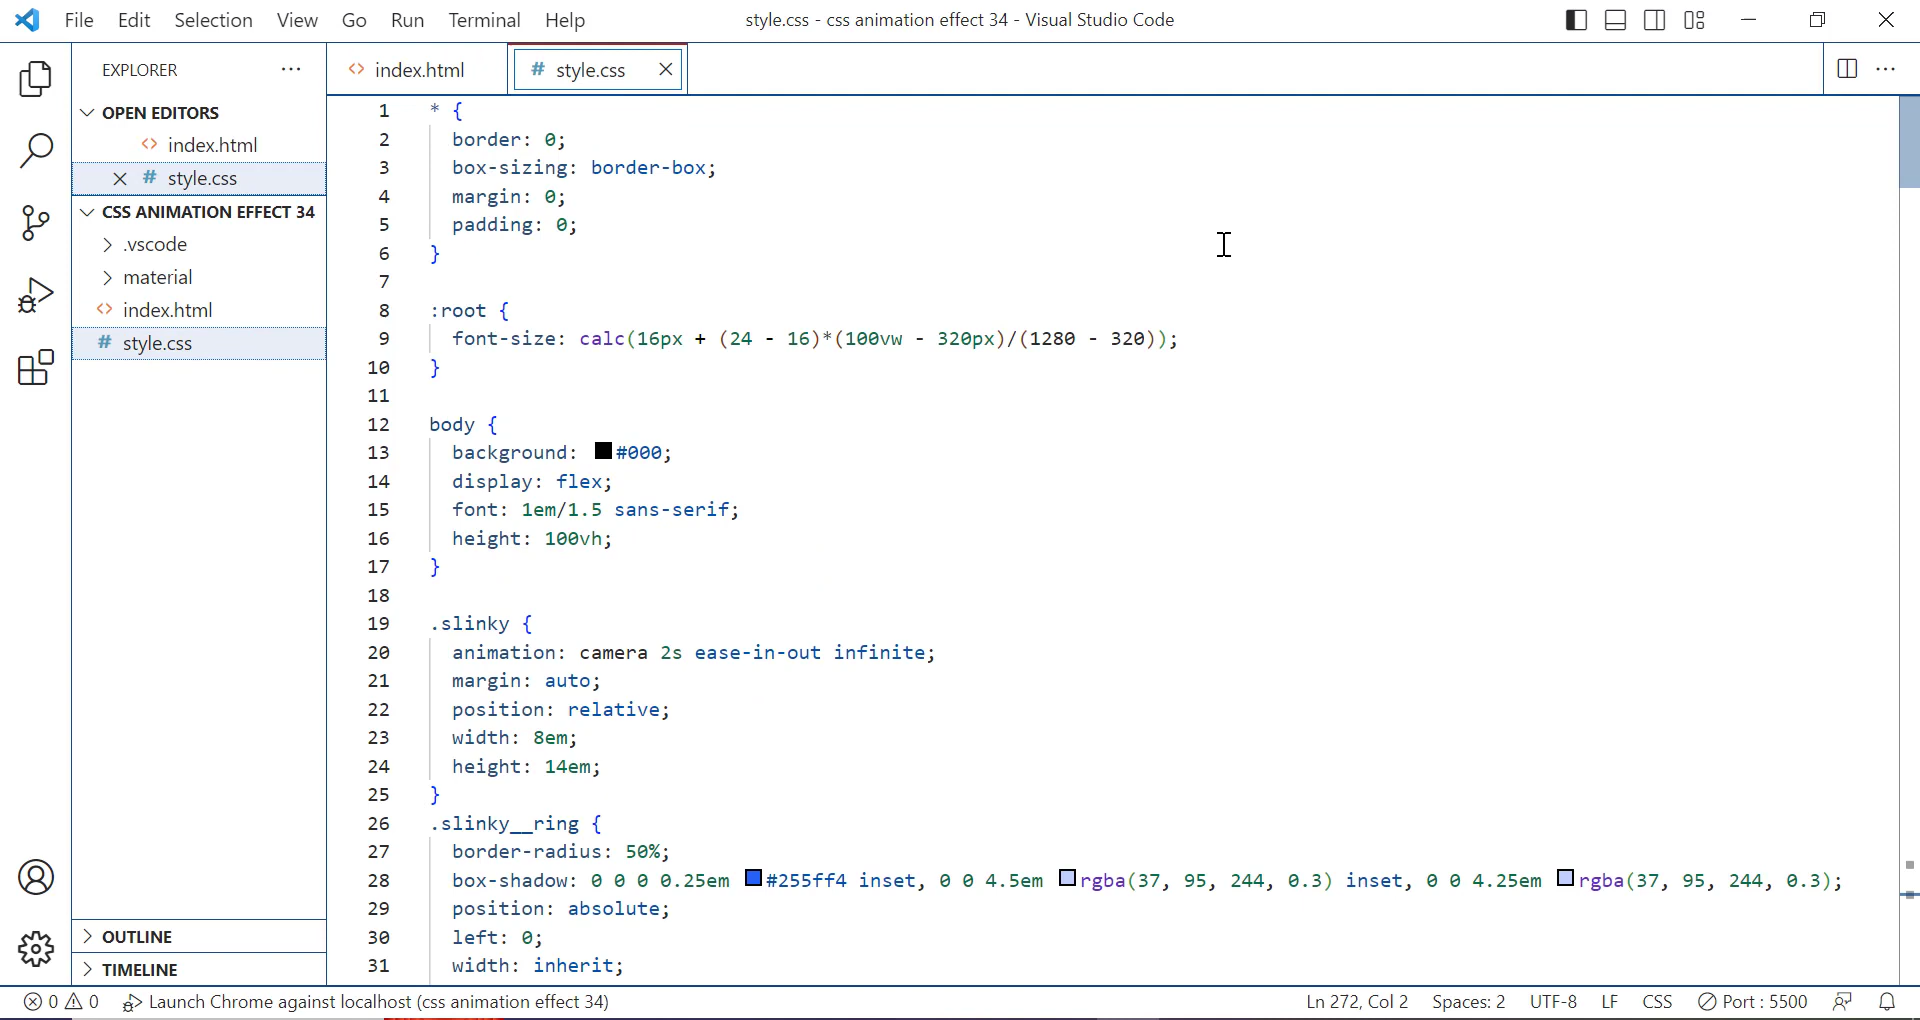 File Edit Selection View Go Run Terminal Help
style.css - css animation effect 34 - Visual Studio Code
EXPLORER
OPEN EDITORS
<> index.html
# style.css
CSS ANIMATION EFFECT 34
.vscode
material
<> index.html
# style.css
OUTLINE
TIMELINE
<> index.html
# style.css
1 * {
2 border: 0;
3 box-sizing: border-box;
4 margin: 0;
5 padding: 0;
6 }
7
8 :root {
9 font-size: calc(16px + (24 - 16)*(100vw - 320px)/(1280 - 320));
10 }
11
12 body {
13 background: #000;
14 display: flex;
15 font: 1em/1.5 sans-serif;
16 height: 100vh;
17 }
18
19 .slinky {
20 animation: camera 2s ease-in-out infinite;
21 margin: auto;
22 position: relative;
23 width: 8em;
24 height: 14em;
25 }
26 .slinky__ring {
27 border-radius: 50%;
28 box-shadow: 0 0 0 0.25em #255ff4 inset, 0 0 4.5em rgba(37, 95, 244, 0.3) inset, 0 0 4.25em rgba(37, 95, 244, 0.3);
29 position: absolute;
30 left: 0;
31 width: inherit;
0 0 Launch Chrome against localhost (css animation effect 34)
Ln 272, Col 2 Spaces: 2 UTF-8 LF CSS Port : 5500